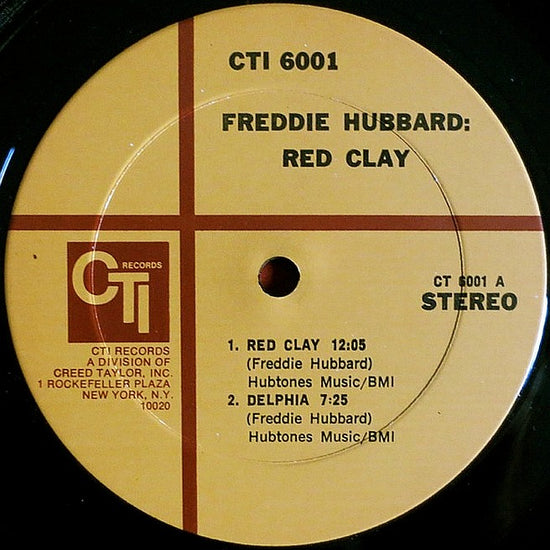 CTI 6001
FREDDIE HUBBARD:
RED CLAY
CTI RECORDS
CTI RECORDS
A DIVISION OF
CREED TAYLOR, INC.
1 ROCKEFELLER PLAZA
NEW YORK, N.Y.
10020
CT 6001 A
STEREO
1. RED CLAY 12:05
(Freddie Hubbard)
Hubtones Music/BMI
2. DELPHIA 7:25
(Freddie Hubbard)
Hubtones Music/BMI